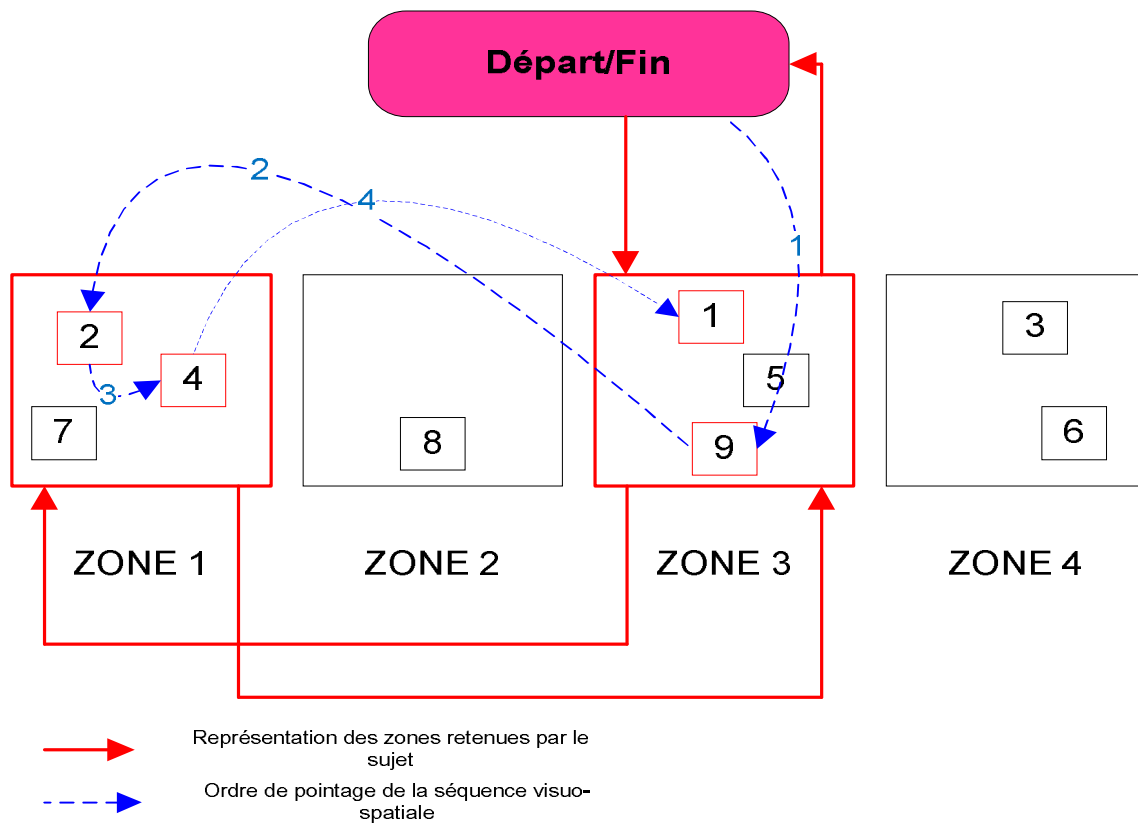 Départ/Fin
2
4
1
1
3
2
4
5
3
7
8
9
6
ZONE 1
ZONE 2
ZONE 3
ZONE 4
Représentation des zones retenues par le
sujet
Ordre de pointage de la séquence visuo-
spatiale